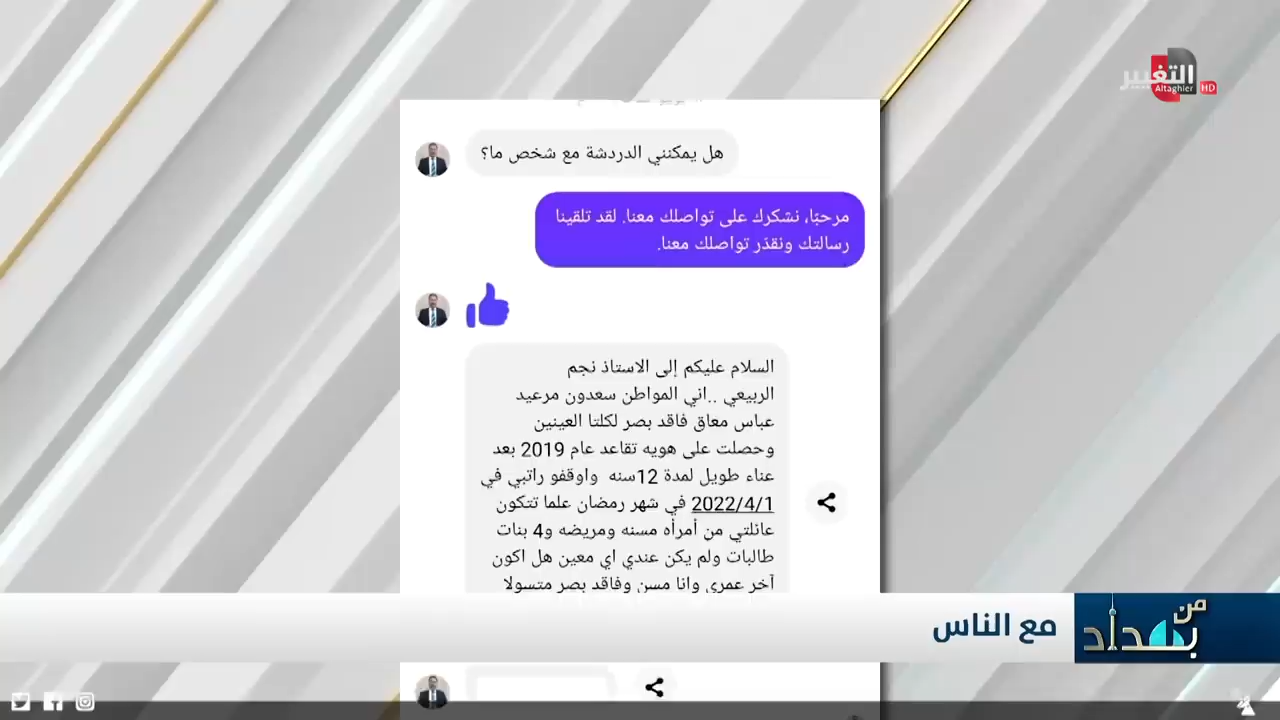 التغيير
Altaghier HD
هل يمكنني الدردشة مع شخص ما؟
مرحبًا، نشكرك على تواصلك معنا. لقد تلقينا
رسالتك ونقدّر تواصلك معنا.
السلام عليكم إلى الاستاذ نجم
الربيعي ..اني المواطن سعدون مرعيد
عباس معاق فاقد بصر لكلتا العينين
وحصلت على هويه تقاعد عام 2019 بعد
عناء طويل لمدة 12سنه واوقفو راتبي في
2022/4/1 في شهر رمضان علما تتكون
عائلتي من أمرأه مسنه ومريضه و4 بنات
طالبات ولم يكن عندي اي معين هل اكون
آخر عمري وانا مسن وفاقد بصر متسولا
من
بغداد
مع الناس